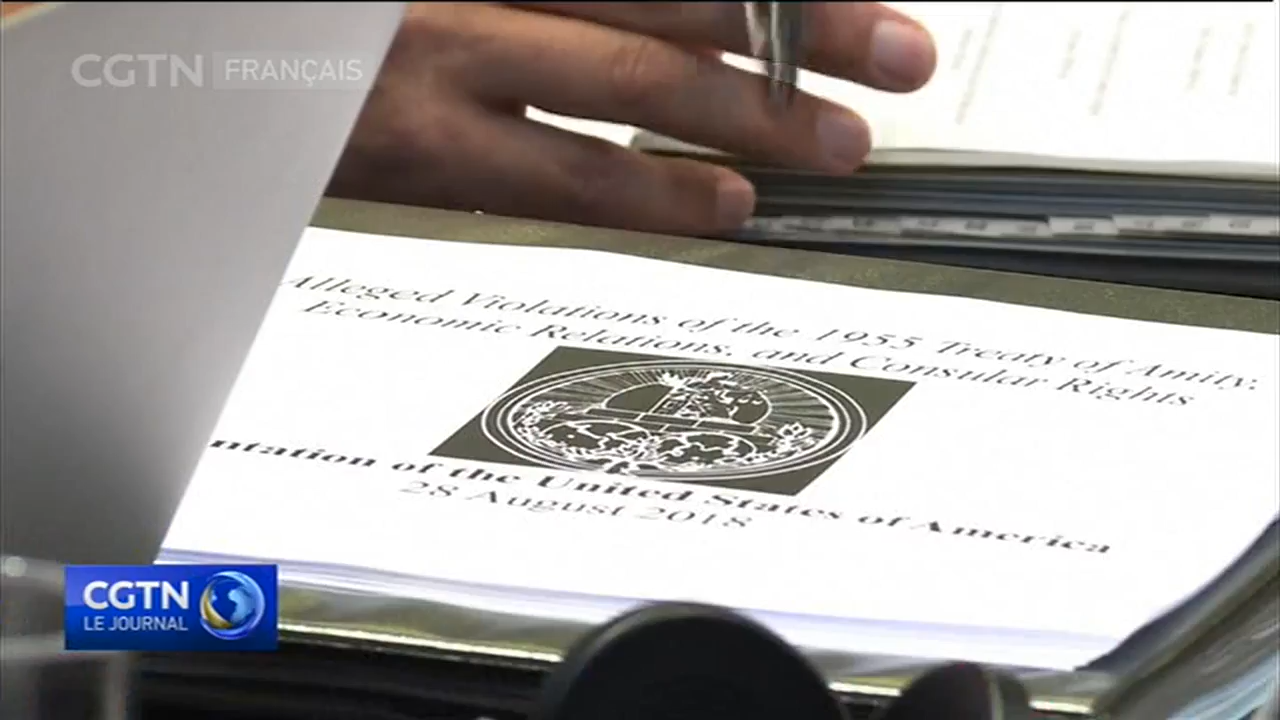 CGTN FRANÇAIS
Alleged Violations of the 1955 Treaty of Amity,
Economic Relations, and Consular Rights
ntation of the United States of America
28 August 2018
CGTN
LE JOURNAL